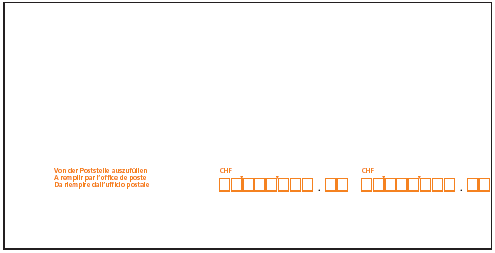 Von der Poststelle auszufüllen
A remplir par l'office de poste
Da riempire dall'ufficio postale
CHF
CHF
. .